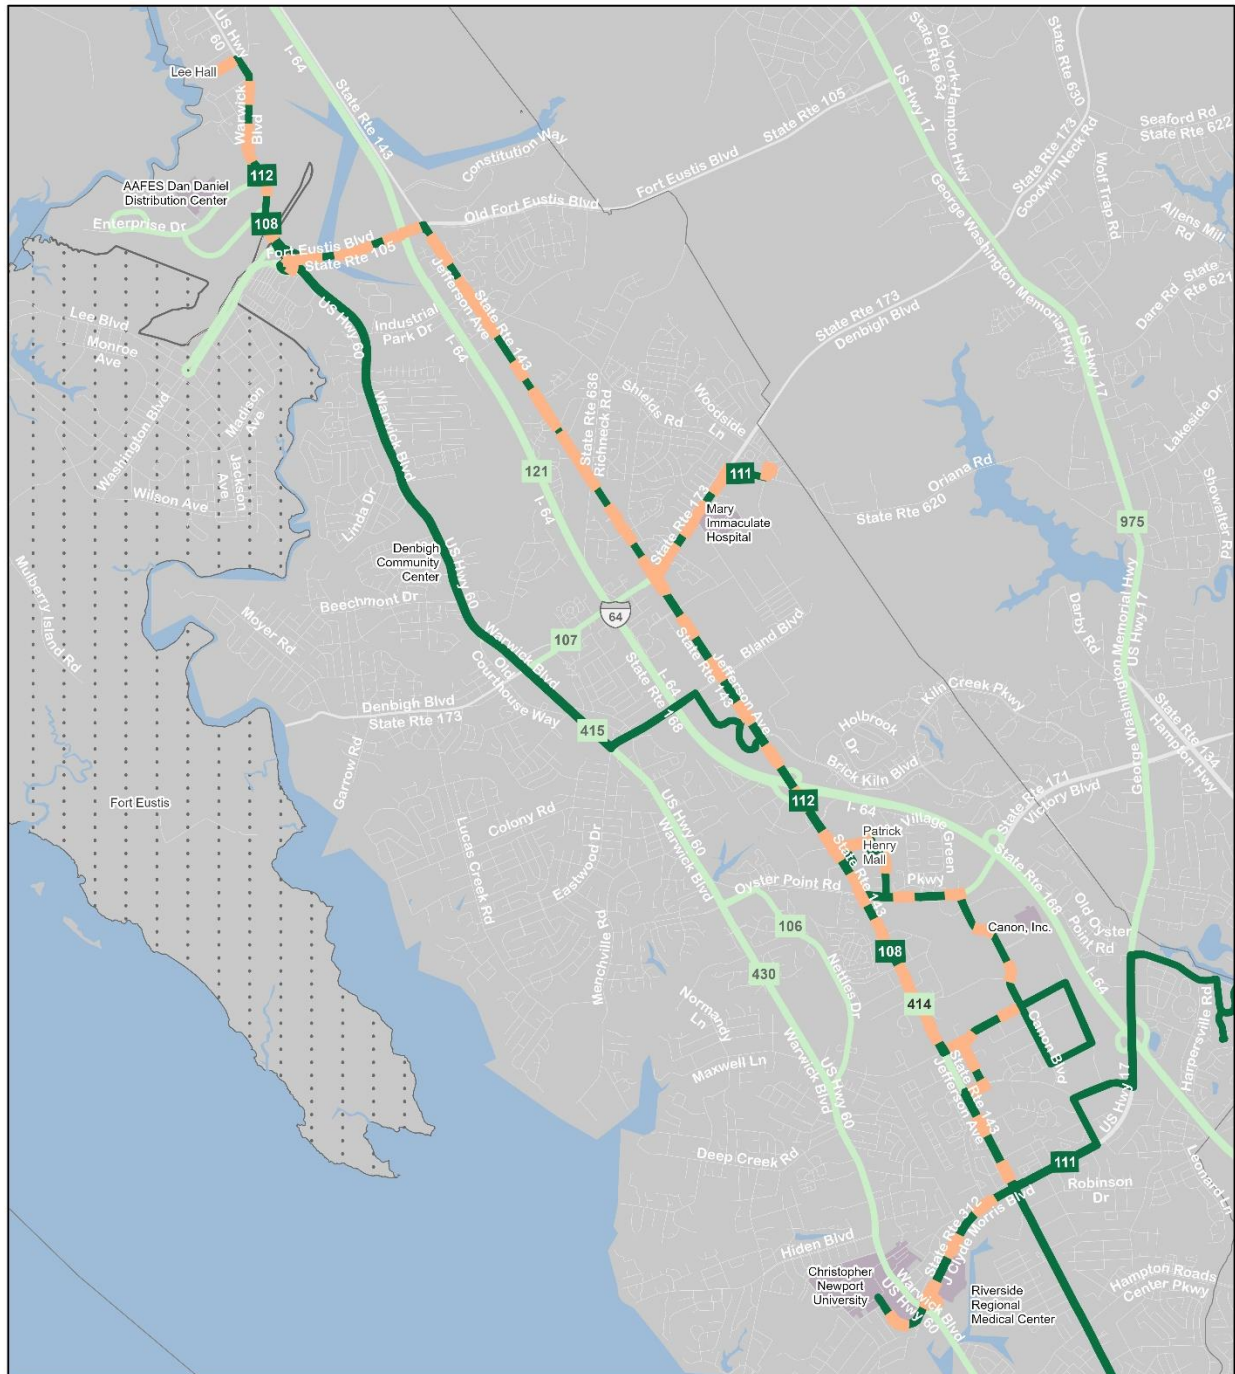 US Hwy
60
I-64
Lee Hall
Warwick
Blvd
112
AAFES Dan Daniel
Distribution Center
108
Enterprise Dr
Fort Eustis Blvd
State Rte 105
State Rte 143
Constitution Way
Old Fort Eustis Blvd
Fort Eustis Blvd
State Rte 105
US Hwy 17
State Rte 634
Old York-Hampton Hwy
State Rte 630
State Rte 173
Goodwin Neck Rd
Seaford Rd
State Rte 622
Wolf Trap Rd
Allens Mill
Rd
State
Rte 621
Dare Rd
George Washington Memorial Hwy
US Hwy 17
State Rte 173
Denbigh Blvd
Lakeside Dr
Showalter Rd
Lee Blvd
Monroe
Ave
Madison
Ave
Washington Blvd
Jackson
Ave
Wilson Ave
US Hwy 60
Industrial
Park Dr
I-64
Jefferson Ave
State Rte 143
State Rte 636
Richneck Rd
Shields Rd
Woodside
Ln
111
121
I-64
State Rte 173
Mary
Immaculate
Hospital
Oriana Rd
State Rte 620
975
Warwick Blvd
Linda Dr
Denbigh
Community
Center
US Hwy 60
Mulberry Island Rd
Beechmont Dr
Moyer Rd
64
107
Warwick Blvd
Old
Courthouse Way
Denbigh Blvd
State Rte 173
415
State Rte 143
Jefferson Ave
Bland Blvd
I-64
State Rte 168
Darby Rd
George Washington Memorial Hwy
US Hwy 17
Kiln Creek Pkwy
Holbrook
Dr
Brick Kiln Blvd
State Rte 134
Hampton Hwy
State Rte 171
Victory Blvd
Fort Eustis
Garrow Rd
Colony Rd
Lucas Creek Rd
Eastwood Dr
Menchville Rd
US Hwy 60
Warwick Blvd
112
I-64
Village
Green
Pkwy
Patrick
Henry
Mall
State Rte 143
State Rte 168
Oyster Point Rd
106
Nettles Dr
430
108
Canon, Inc.
Old Oyster
Point Rd
I-64
414
Normandy
Ln
Maxwell Ln
Warwick Blvd
US Hwy 60
Canon Blvd
State Rte 143
Jefferson Ave
Harpersville Rd
US Hwy 17
Deep Creek Rd
111
Robinson
Dr
Leonard Ln
Hiden Blvd
State Rte 312
J Clyde Morris Blvd
Christopher
Newport
University
Warwick Blvd
US Hwy 60
Riverside
Regional
Medical Center
Hampton Roads
Center Pkwy